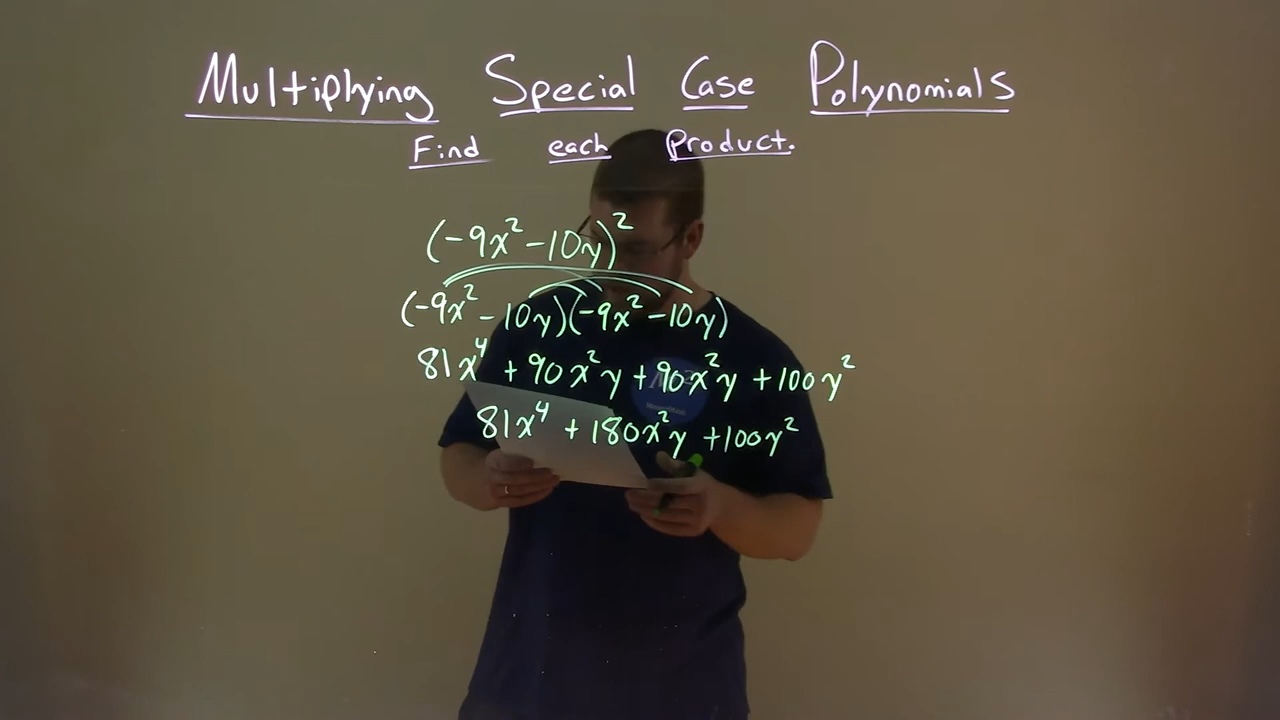 Multiplying Special Case Polynomials
Find each Product.
(-9x²-10y)²
(-9x²-10y)(-9x²-10y)
81x⁴+90x²y+90x²y+100y²
81x⁴+180x²y+100y²